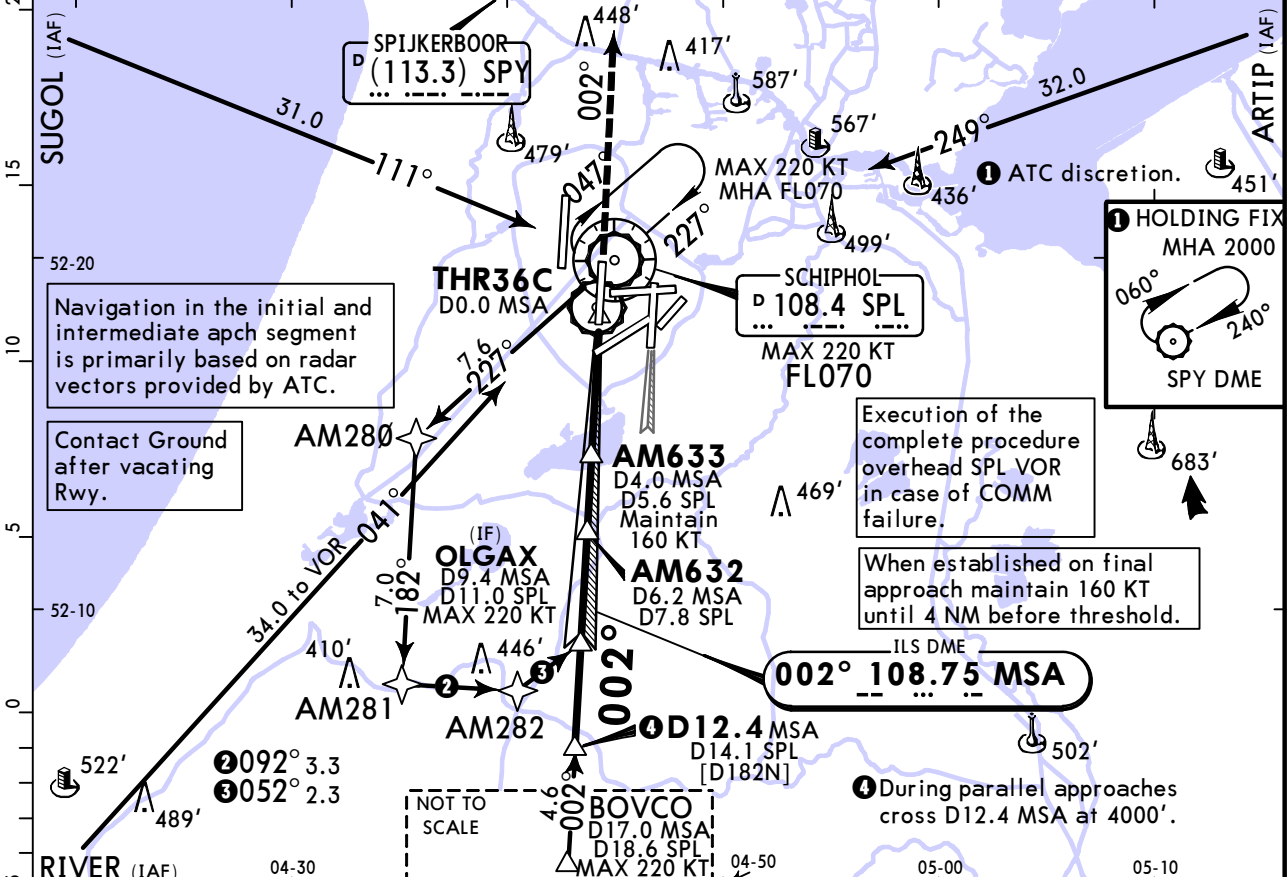 SUGOL (IAF)
31.0
111°
SPIJKERBOOR
D (113.3) SPY
448'
417'
587'
002°
479'
567'
32.0
249°
ARTIP (IAF)
436'
451'
499'
15
10
5
0
52-20
52-10
047°
227°
MAX 220 KT
MHA FL070
1 ATC discretion.
1 HOLDING FIX
MHA 2000
060°
240°
SPY DME
THR36C
D0.0 MSA
SCHIPHOL
D 108.4 SPL
MAX 220 KT
FL070
Navigation in the initial and
intermediate apch segment
is primarily based on radar
vectors provided by ATC.
Contact Ground
after vacating
Rwy.
7.6
227°
AM280
041°
34.0 to VOR
7.0
182°
AM633
D4.0 MSA
D5.6 SPL
Maintain
160 KT
469'
Execution of the
complete procedure
overhead SPL VOR
in case of COMM
failure.
683'
(IF)
OLGAX
D9.4 MSA
D11.0 SPL
MAX 220 KT
AM632
D6.2 MSA
D7.8 SPL
When established on final
approach maintain 160 KT
until 4 NM before threshold.
410'
446'
2
3
AM281
AM282
002°
ILS DME
002° 108.75 MSA
4 D12.4 MSA
D14.1 SPL
[D182N]
502'
4 During parallel approaches
cross D12.4 MSA at 4000'.
522'
489'
2 092° 3.3
3 052° 2.3
NOT TO
SCALE
4.6
002°
BOVCO
D17.0 MSA
D18.6 SPL
MAX 220 KT
RIVER (IAF)
04-30
04-50
05-00
05-10